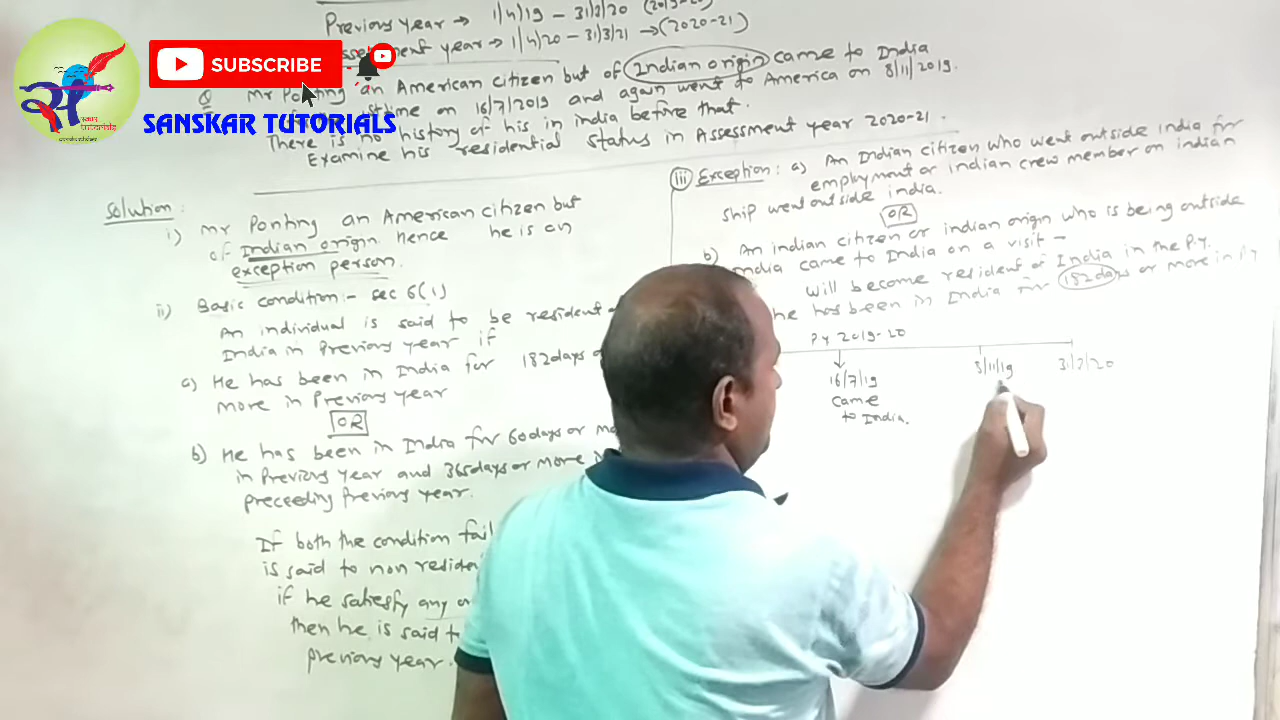 Previous year → 1/4/19 – 31/3/20 (2019-20)
Assessment year → 1/4/20 – 31/3/21 → (2020-21)
SUBSCRIBE
Q Mr Ponting an American citizen but of Indian origin came to India
time on 16/7/2019 and again went to America on 8/11/2019.
SANSKAR TUTORIALS
There is no history of his in india before that.
Examine his residential status in Assessment year 2020-21.
Solution:
i) Mr Ponting an American citizen but
of Indian origin hence he is an
exception person.
ii) Basic condition:- sec 6(1)
An individual is said to be resident
India in Previous year if
a) He has been in India for 182days
more in Previous year
OR
b) He has been in India for 60days or
in Previous year and 365days or more
preceeding Previous year.
If both the condition fail
is said to non
if he satisfy any
then he is said
previous year.
iii Exception: a) An Indian citizen who went outside India for
employment or indian crew member on indian
ship went outside india.
OR
b) An indian citizen or indian origin who is being outside
India came to India on a visit –
will become resident of India in the P.Y.
he has been in India for 182 days or more in PY
PY 2019-20
16/7/19
came
to India.
8/11/19
31/3/20